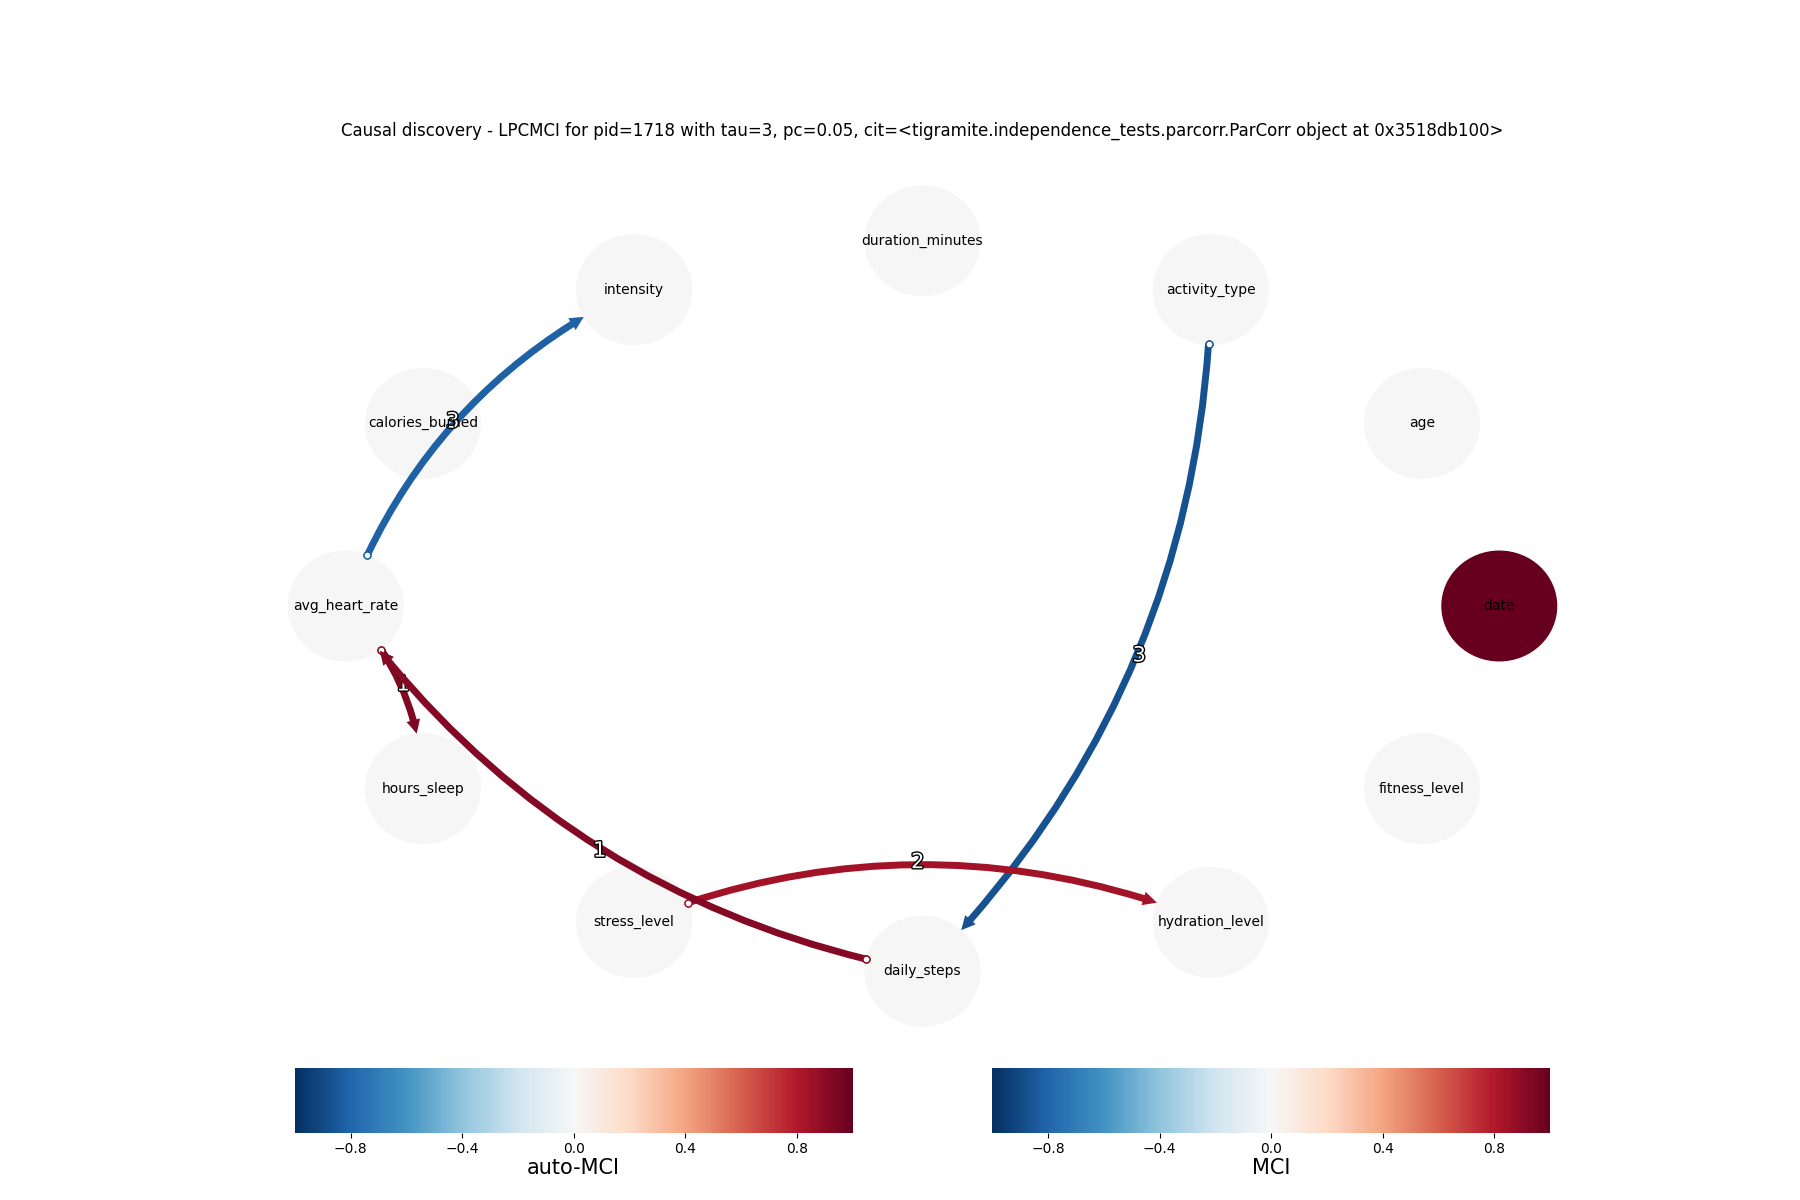 Causal discovery - LPCMCI for pid=1718 with tau=3, pc=0.05, cit=<tigramite.independence_tests.parcorr.ParCorr object at 0x3518db100>
duration_minutes
intensity
activity_type
calories_burned
3
age
avg_heart_rate
date
3
1
hours_sleep
fitness_level
1
2
stress_level
hydration_level
daily_steps
−0.8 −0.4 0.0 0.4 0.8
auto-MCI
−0.8 −0.4 0.0 0.4 0.8
MCI